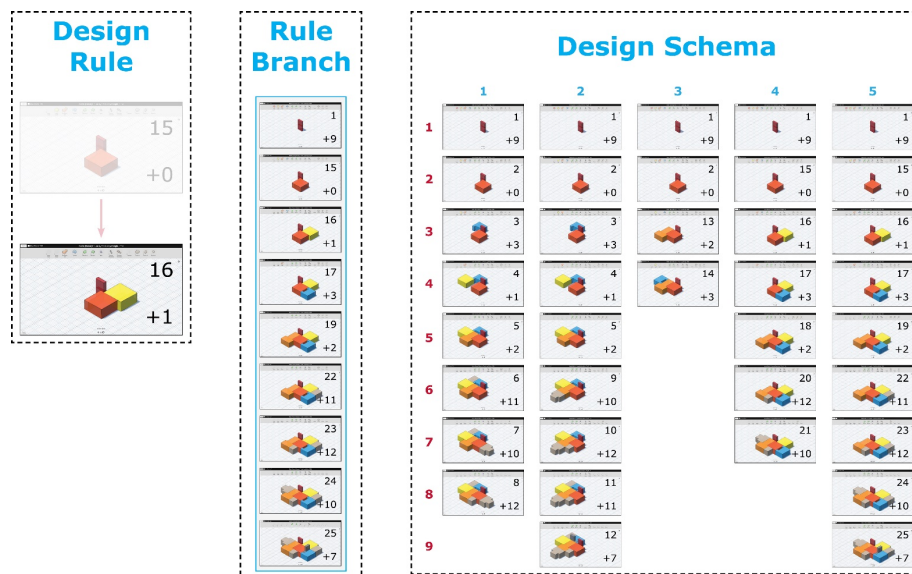 Design
Rule
15
+0
16
+1
Rule
Branch
1
+9
15
+0
16
+1
17
+3
19
+2
22
+11
23
+12
24
+10
25
+7
Design Schema
1 2 3 4 5
1
1 1 1 1 1
+9 +9 +9 +9 +9
2
2 2 2 15 15
+0 +0 +0 +0 +0
3
3 3 13 16 16
+3 +3 +2 +1 +1
4
4 4 14 17 17
+1 +1 +3 +3 +3
5
5 5 18 19
+2 +2 +2 +2
6
6 9 20 22
+11 +10 +12 +11
7
7 10 21 23
+10 +12 +10 +12
8
8 11 24
+12 +11 +10
9
12 25
+7 +7